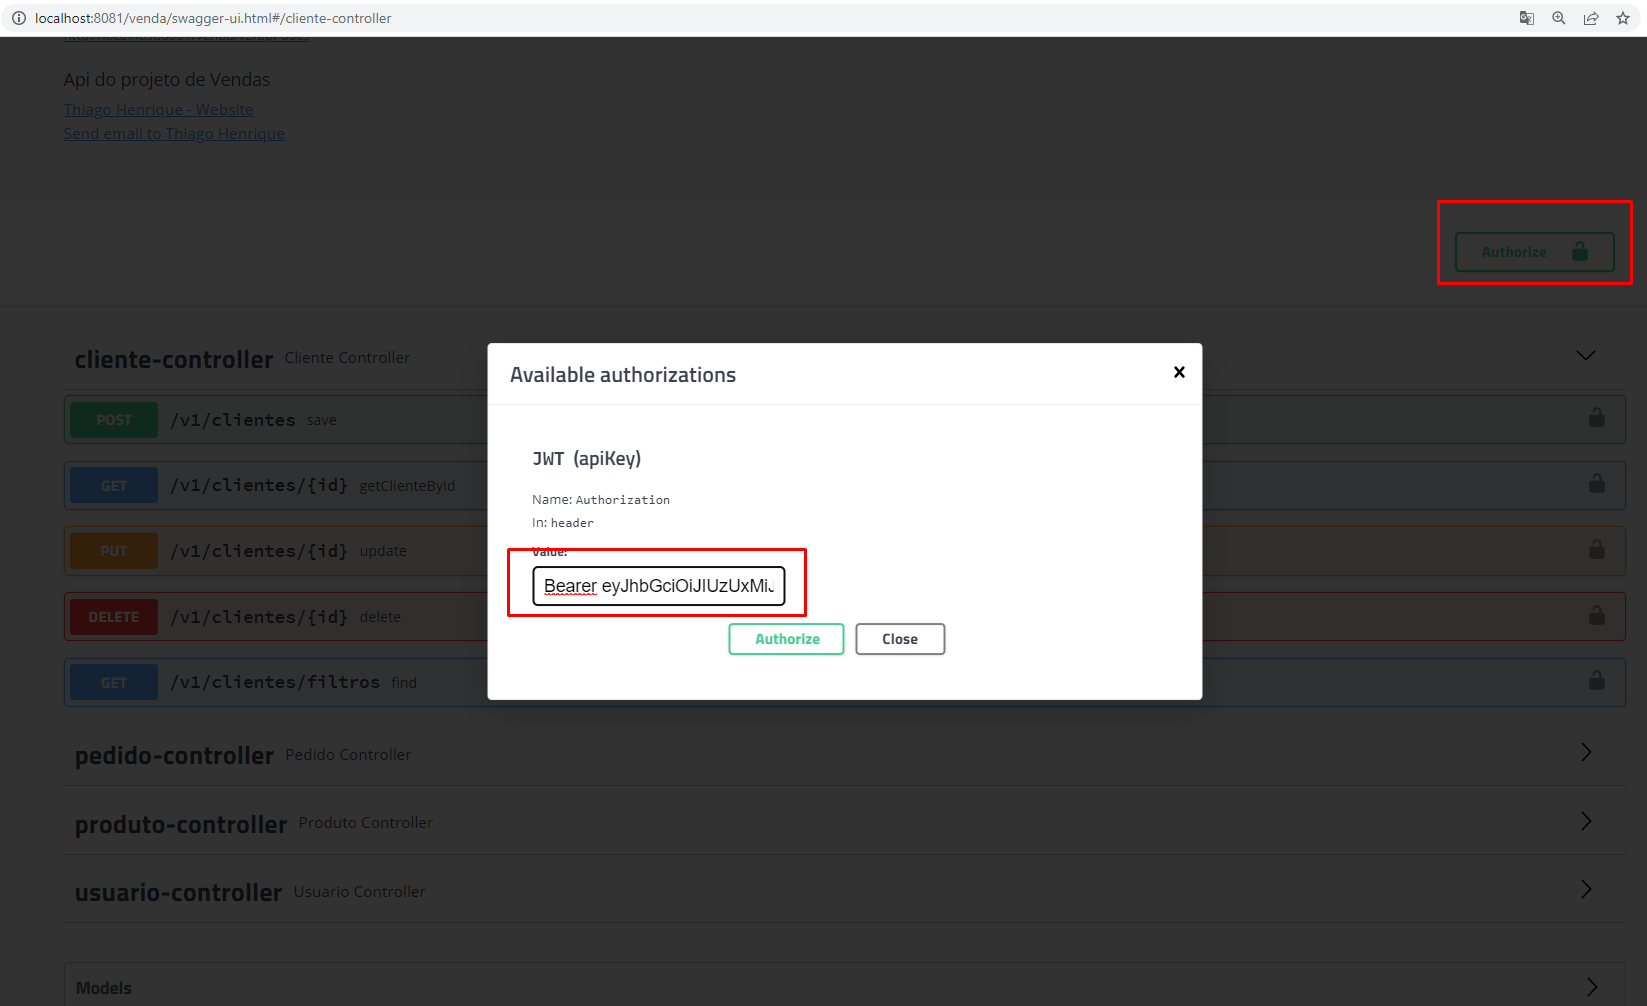 localhost:8081/venda/swagger-ui.html#/cliente-controller
Api do projeto de Vendas
Thiago Henrique - Website
Send email to Thiago Henrique
Authorize
cliente-controller Cliente Controller
POST /v1/clientes save
GET /v1/clientes/{id} getClienteById
PUT /v1/clientes/{id} update
DELETE /v1/clientes/{id} delete
GET /v1/clientes/filtros find
Available authorizations
JWT (apiKey)
Name: Authorization
In: header
Value:
Bearer eyJhbGciOiJIUzUxMiJ
Authorize Close
pedido-controller Pedido Controller
produto-controller Produto Controller
usuario-controller Usuario Controller
Models